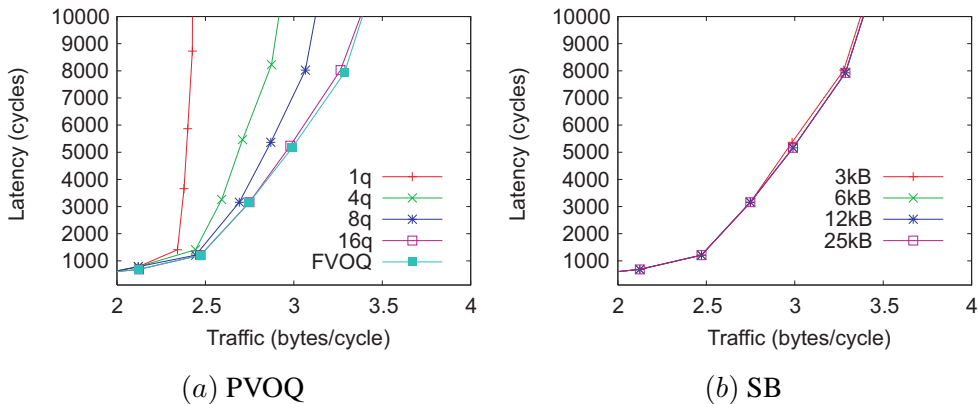 10000
9000
8000
7000
6000
5000
4000
3000
2000
1000
Latency (cycles)
1q
4q
8q
16q
FVOQ
2 2.5 3 3.5 4
Traffic (bytes/cycle)
(a) PVOQ
10000
9000
8000
7000
6000
5000
4000
3000
2000
1000
Latency (cycles)
3kB
6kB
12kB
25kB
2 2.5 3 3.5 4
Traffic (bytes/cycle)
(b) SB